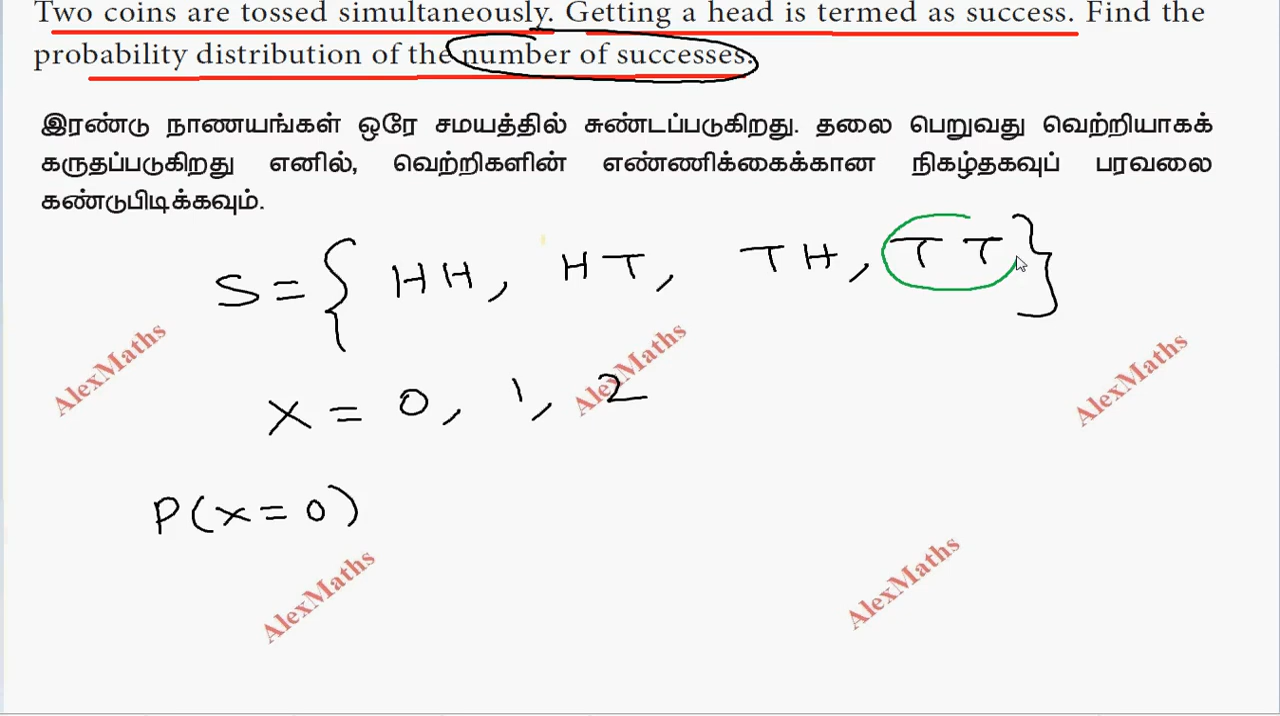 Two coins are tossed simultaneously. Getting a head is termed as success. Find the
probability distribution of the number of successes.
இரண்டு நாணயங்கள் ஒரே சமயத்தில் சுண்டப்படுகிறது. தலை பெறுவது வெற்றியாகக்
கருதப்படுகிறது எனில், வெற்றிகளின் எண்ணிக்கைக்கான நிகழ்தகவுப் பரவலை
கண்டுபிடிக்கவும்.
S = { HH, HT, TH, TT }
AlexMaths AlexMaths AlexMaths
X = 0, 1, 2
P(X = 0)
AlexMaths AlexMaths